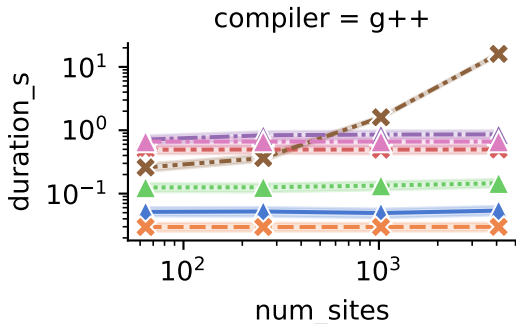 compiler = g++
duration_s
10¹
10⁰
10⁻¹
10² 10³
num_sites